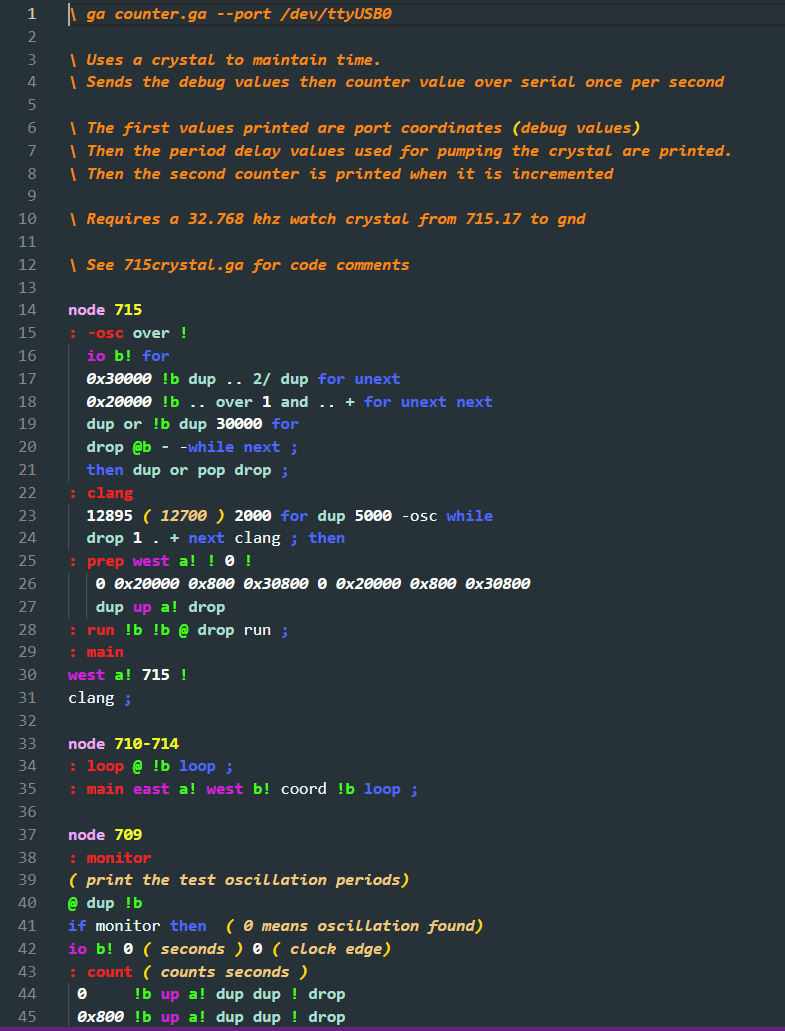 1 \ ga counter.ga --port /dev/ttyUSB0
2
3 \ Uses a crystal to maintain time.
4 \ Sends the debug values then counter value over serial once per second
5
6 \ The first values printed are port coordinates (debug values)
7 \ Then the period delay values used for pumping the crystal are printed.
8 \ Then the second counter is printed when it is incremented
9
10 \ Requires a 32.768 khz watch crystal from 715.17 to gnd
11
12 \ See 715crystal.ga for code comments
13
14 node 715
15 : -osc over !
16 io b! for
17 0x30000 !b dup .. 2/ dup for unext
18 0x20000 !b .. over 1 and .. + for unext next
19 dup or !b dup 30000 for
20 drop @b - -while next ;
21 then dup or pop drop ;
22 : clang
23 12895 ( 12700 ) 2000 for dup 5000 -osc while
24 drop 1 . + next clang ; then
25 : prep west a! ! 0 !
26 0 0x20000 0x800 0x30800 0 0x20000 0x800 0x30800
27 dup up a! drop
28 : run !b !b @ drop run ;
29 : main
30 west a! 715 !
31 clang ;
32
33 node 710-714
34 : loop @ !b loop ;
35 : main east a! west b! coord !b loop ;
36
37 node 709
38 : monitor
39 ( print the test oscillation periods)
40 @ dup !b
41 if monitor then ( 0 means oscillation found)
42 io b! 0 ( seconds ) 0 ( clock edge)
43 : count ( counts seconds )
44 0 !b up a! dup dup ! drop
45 0x800 !b up a! dup dup ! drop